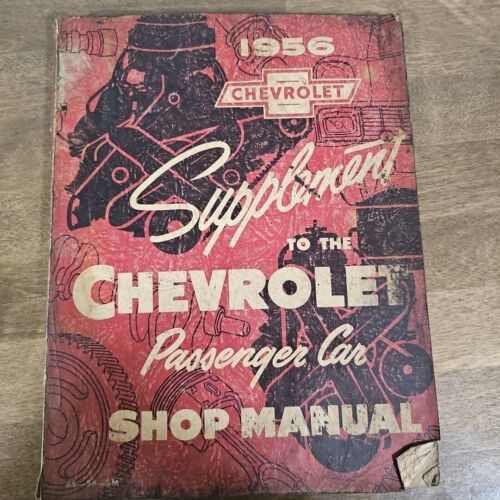 1956
CHEVROLET
Supplement
TO THE
CHEVROLET
Passenger Car
SHOP MANUAL